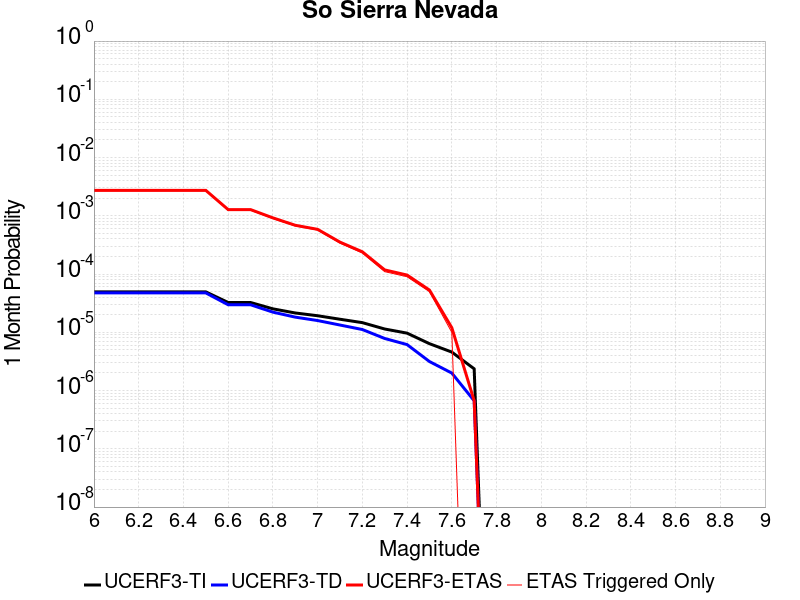 So Sierra Nevada
10^0
10^-1
10^-2
10^-3
10^-4
10^-5
10^-6
10^-7
10^-8
1 Month Probability
6 6.2 6.4 6.6 6.8 7 7.2 7.4 7.6 7.8 8 8.2 8.4 8.6 8.8 9
Magnitude
UCERF3-TI UCERF3-TD UCERF3-ETAS ETAS Triggered Only